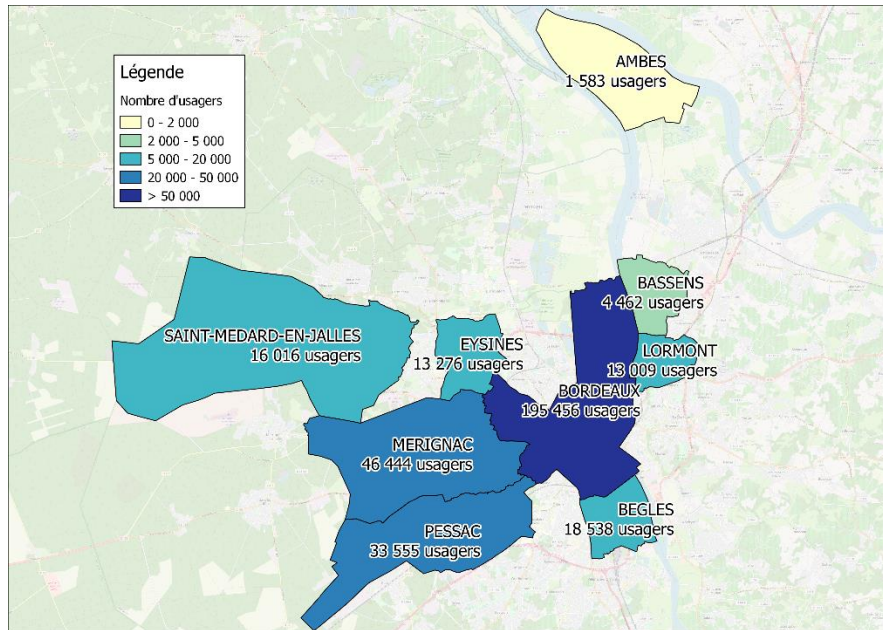 Légende
Nombre d'usagers
0 - 2 000
2 000 - 5 000
5 000 - 20 000
20 000 - 50 000
> 50 000
AMBES
1 583 usagers
BASSENS
4 462 usagers
SAINT-MEDARD-EN-JALLES
16 016 usagers
EYSINES
13 276 usagers
LORMONT
13 009 usagers
BORDEAUX
195 456 usagers
MERIGNAC
46 444 usagers
PESSAC
33 555 usagers
BEGLES
18 538 usagers